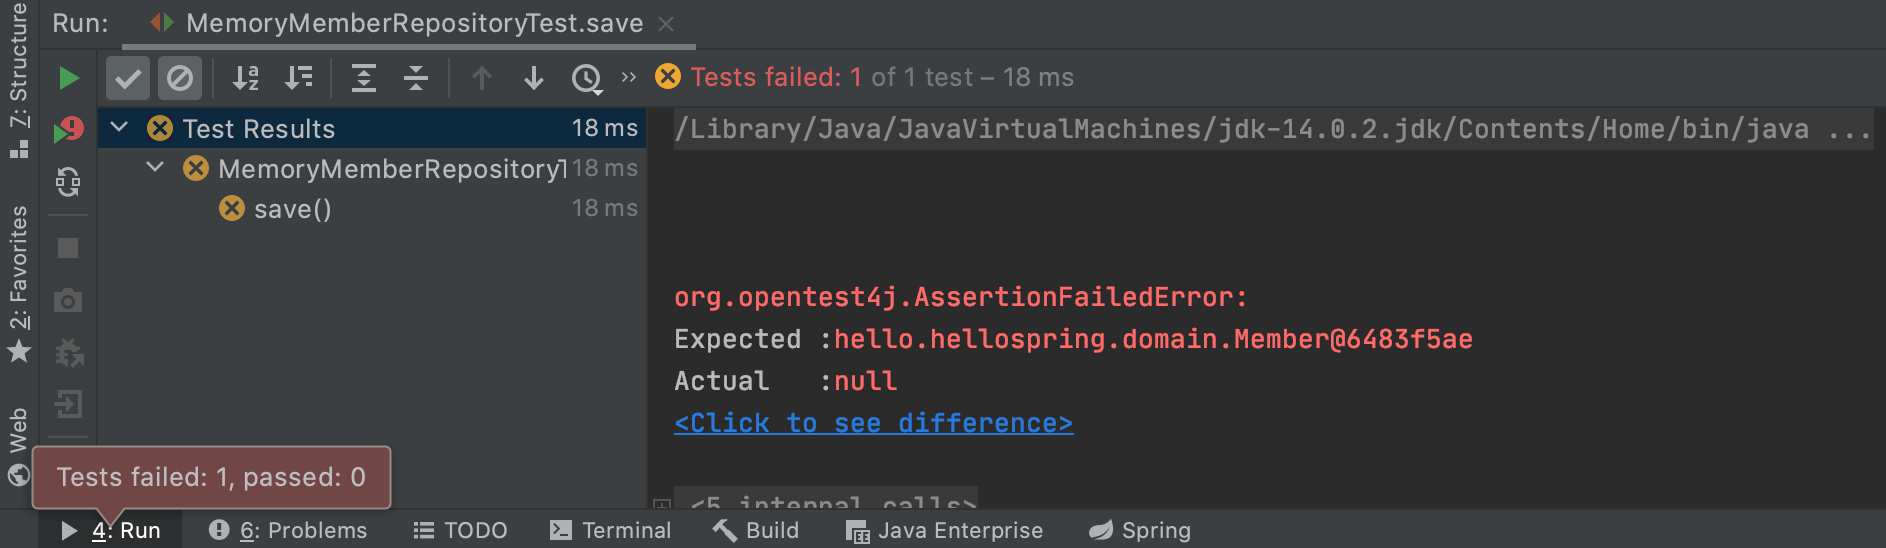 Run: MemoryMemberRepositoryTest.save
7: Structure
Tests failed: 1 of 1 test – 18 ms
Test Results 18 ms
MemoryMemberRepositoryT 18 ms
save() 18 ms
/Library/Java/JavaVirtualMachines/jdk-14.0.2.jdk/Contents/Home/bin/java ...
org.opentest4j.AssertionFailedError:
Expected :hello.hellospring.domain.Member@6483f5ae
Actual :null
<Click to see difference>
<5 internal calls>
2: Favorites
Web
Tests failed: 1, passed: 0
4: Run 6: Problems TODO Terminal Build Java Enterprise Spring